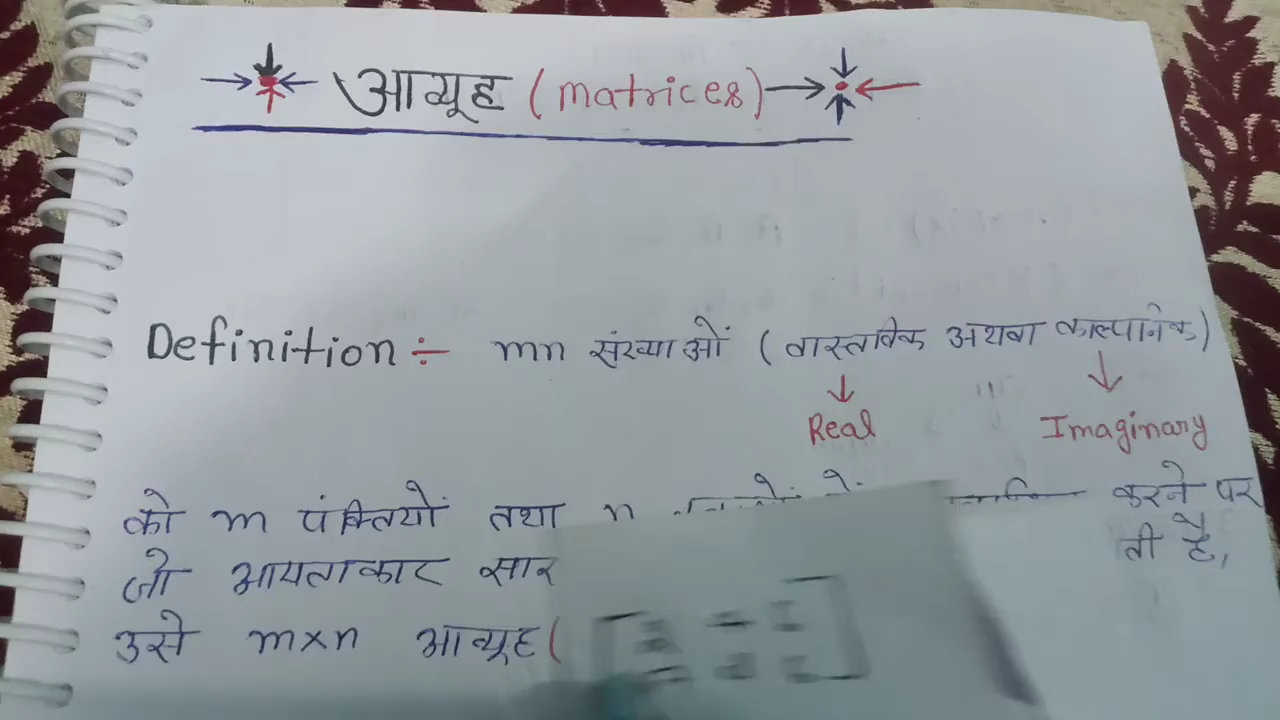 आव्यूह (matrices)
Definition ÷ mn संख्याओं (वास्तविक अथवा काल्पनिक)
Real Imaginary
को m पंक्तियों तथा n करने पर
जो आयताकार सार ती है,
उसे m×n आव्यूह(